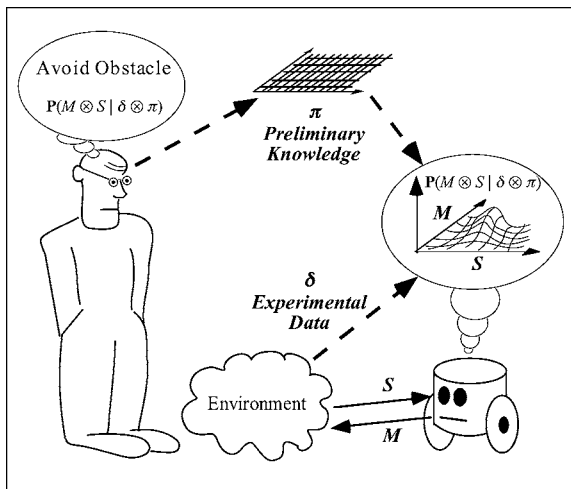 Avoid Obstacle
P(M ⊗ S | δ ⊗ π)
π
Preliminary
Knowledge
P(M ⊗ S | δ ⊗ π)
M
S
δ
Experimental
Data
Environment
S
M